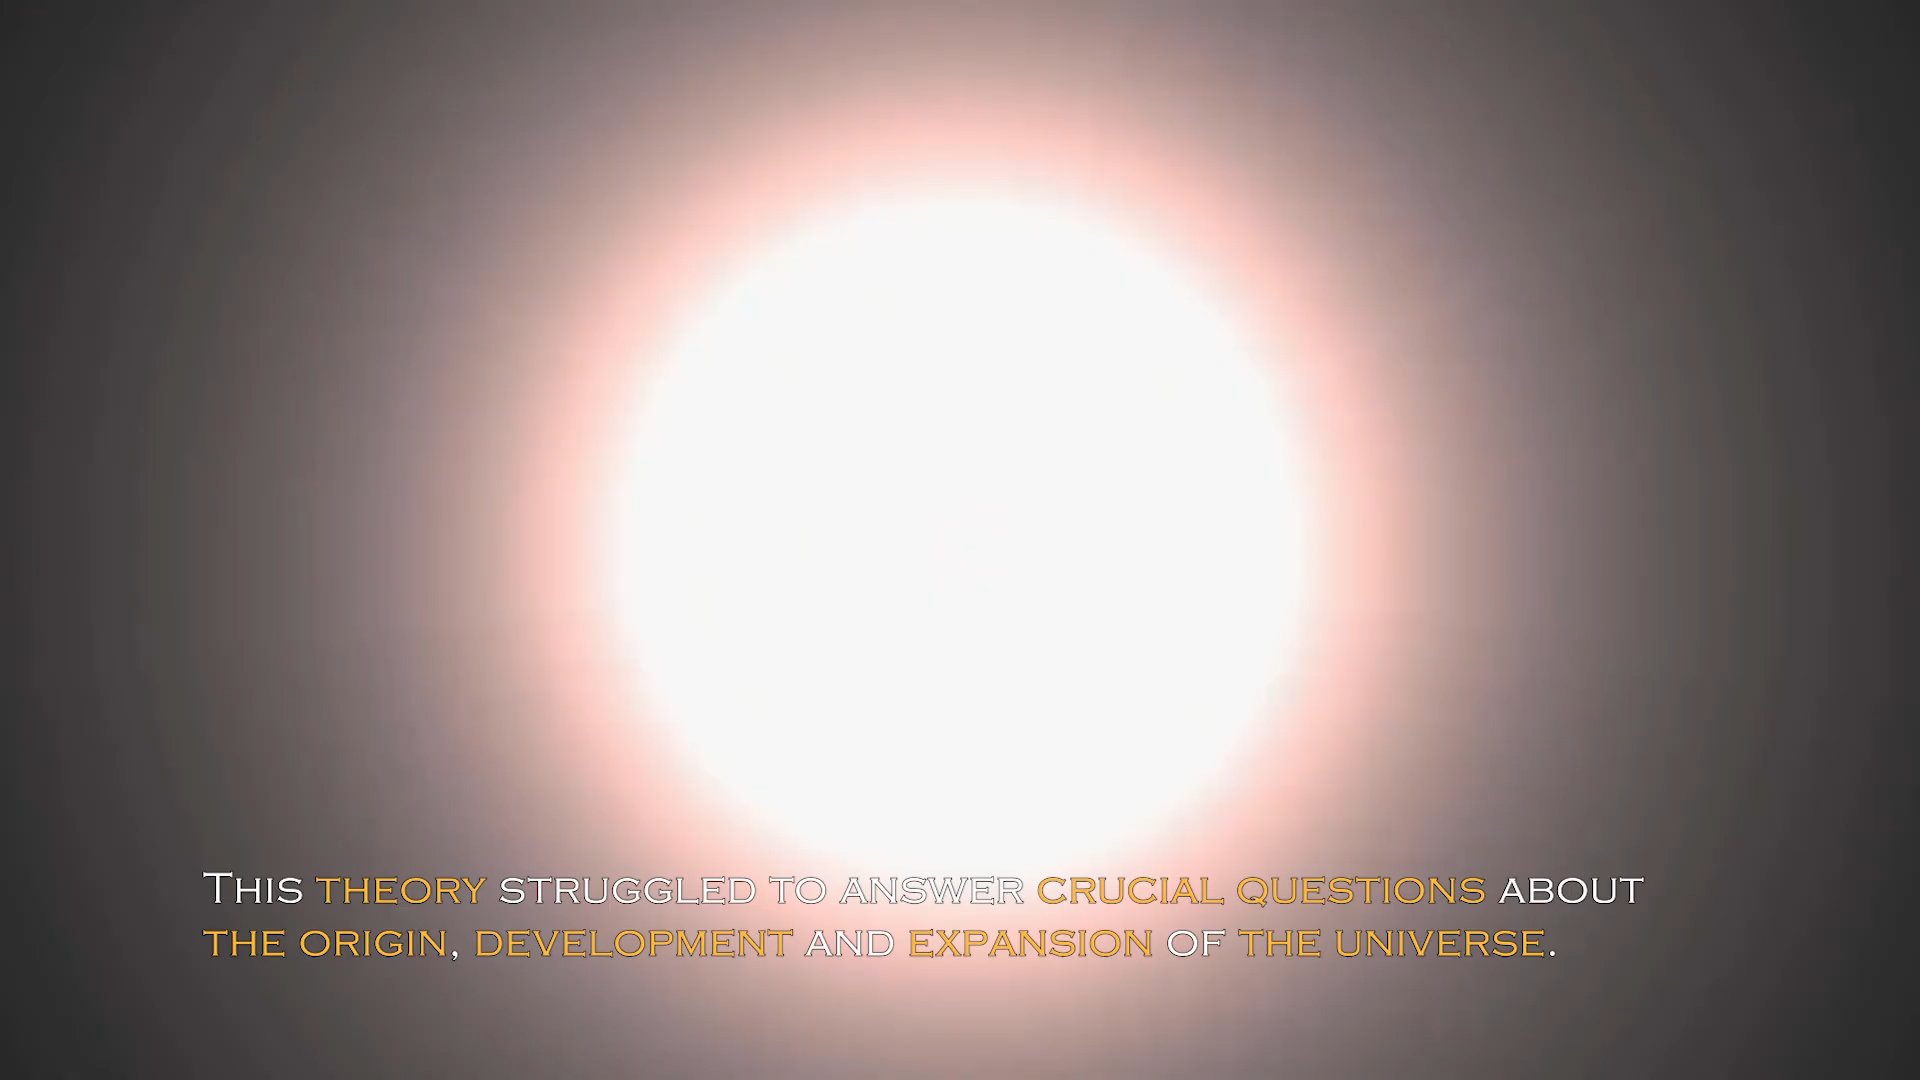 This theory struggled to answer crucial questions about
the origin, development and expansion of the universe.